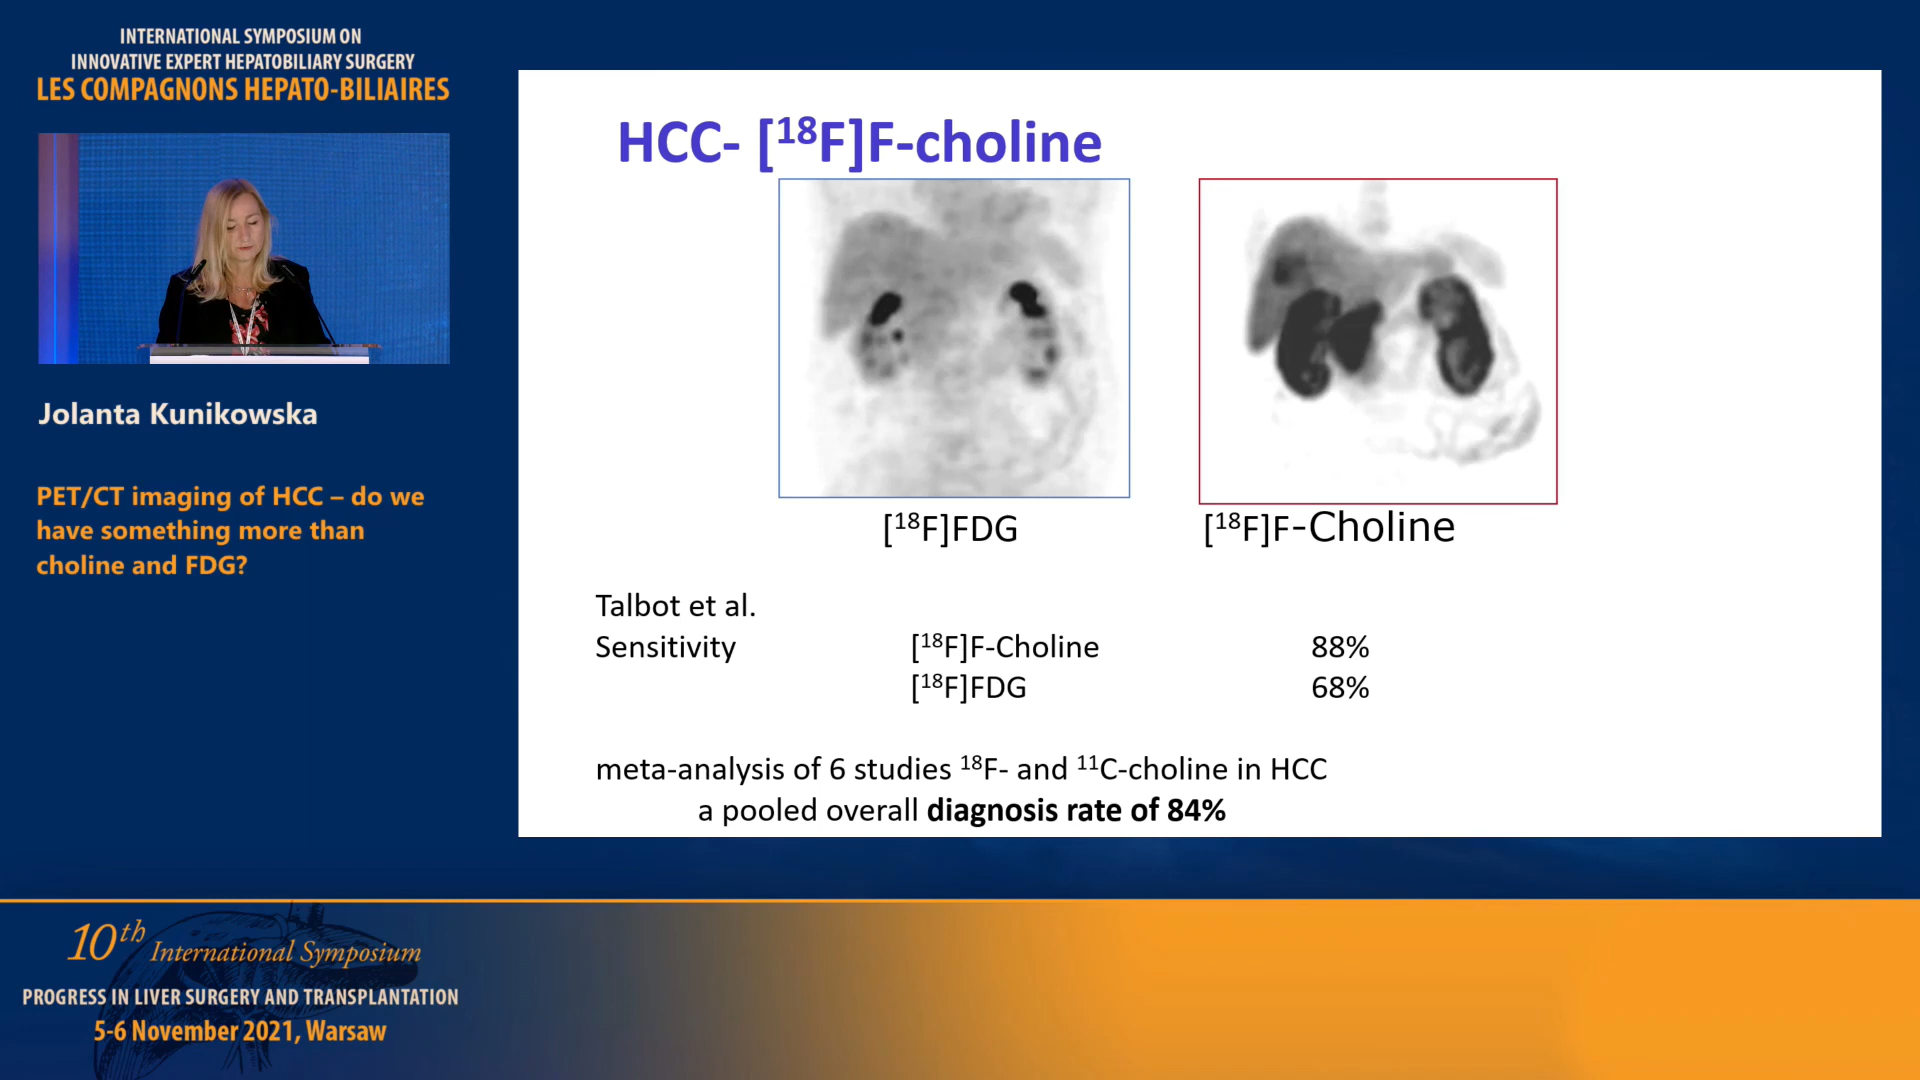 INTERNATIONAL SYMPOSIUM ON
INNOVATIVE EXPERT HEPATOBILIARY SURGERY
LES COMPAGNONS HEPATO-BILIAIRES
Jolanta Kunikowska
PET/CT imaging of HCC – do we
have something more than
choline and FDG?
HCC- [¹⁸F]F-choline
[¹⁸F]FDG
[¹⁸F]F-Choline
Talbot et al.
Sensitivity [¹⁸F]F-Choline 88%
[¹⁸F]FDG 68%
meta-analysis of 6 studies ¹⁸F- and ¹¹C-choline in HCC
a pooled overall diagnosis rate of 84%
10th International Symposium
PROGRESS IN LIVER SURGERY AND TRANSPLANTATION
5-6 November 2021, Warsaw